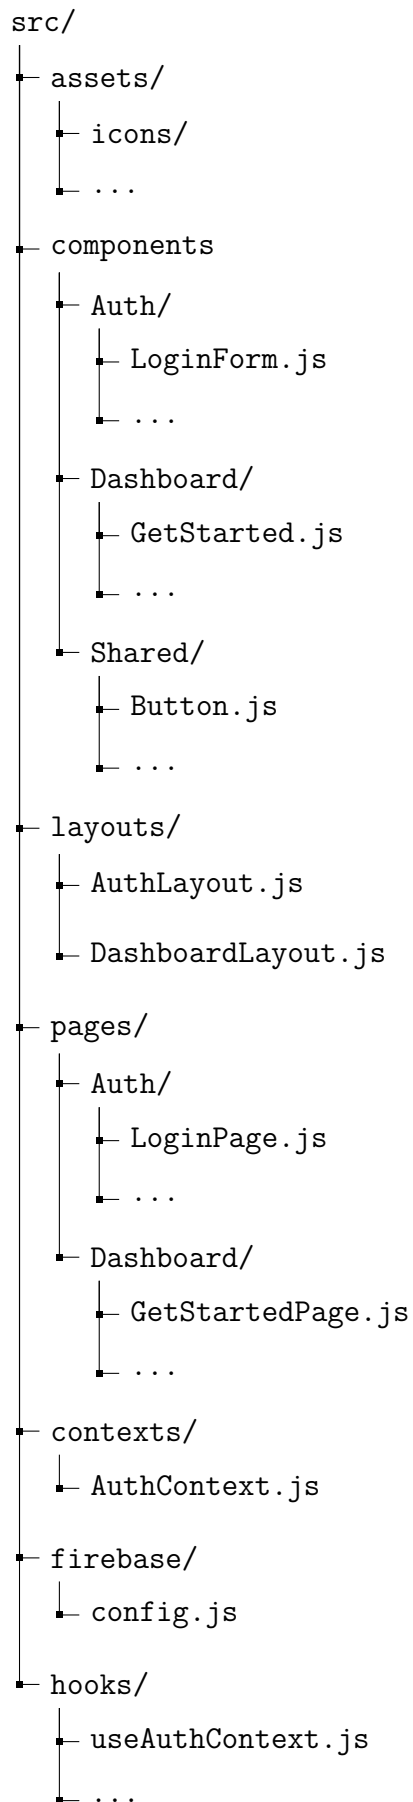 src/
assets/
icons/
...
components
Auth/
LoginForm.js
...
Dashboard/
GetStarted.js
...
Shared/
Button.js
...
layouts/
AuthLayout.js
DashboardLayout.js
pages/
Auth/
LoginPage.js
...
Dashboard/
GetStartedPage.js
...
contexts/
AuthContext.js
firebase/
config.js
hooks/
useAuthContext.js
...